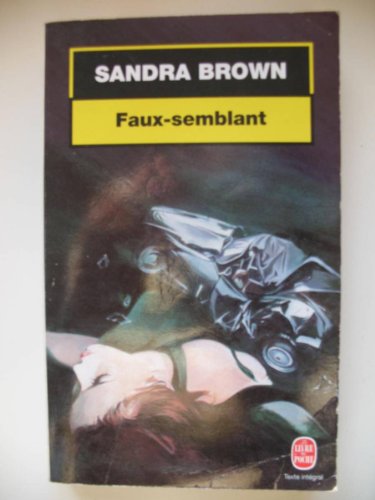 SANDRA BROWN
Faux-semblant
LE
LIVRE
DE
POCHE
Texte intégral